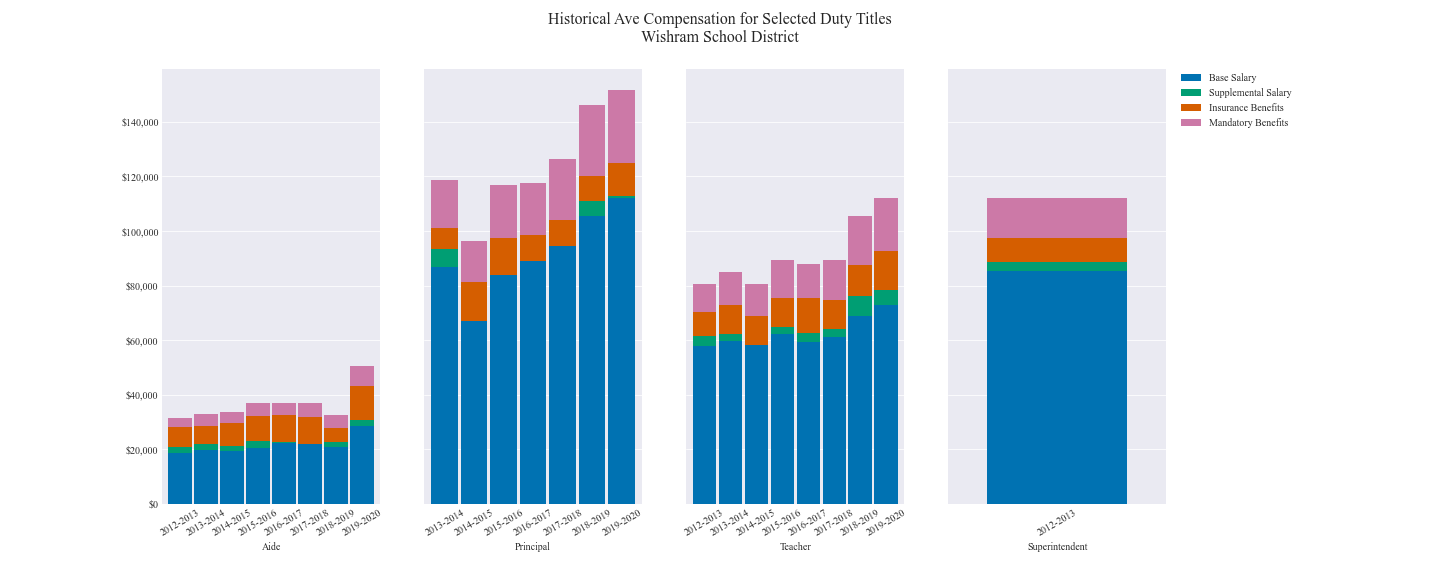 Historical Ave Compensation for Selected Duty Titles
Wishram School District
Base Salary
Supplemental Salary
Insurance Benefits
Mandatory Benefits
$140,000
$120,000
$100,000
$80,000
$60,000
$40,000
$20,000
$0
2012-2013 2013-2014 2014-2015 2015-2016 2016-2017 2017-2018 2018-2019 2019-2020
Aide
2013-2014 2014-2015 2015-2016 2016-2017 2017-2018 2018-2019 2019-2020
Principal
2012-2013 2013-2014 2014-2015 2015-2016 2016-2017 2017-2018 2018-2019 2019-2020
Teacher
2012-2013
Superintendent